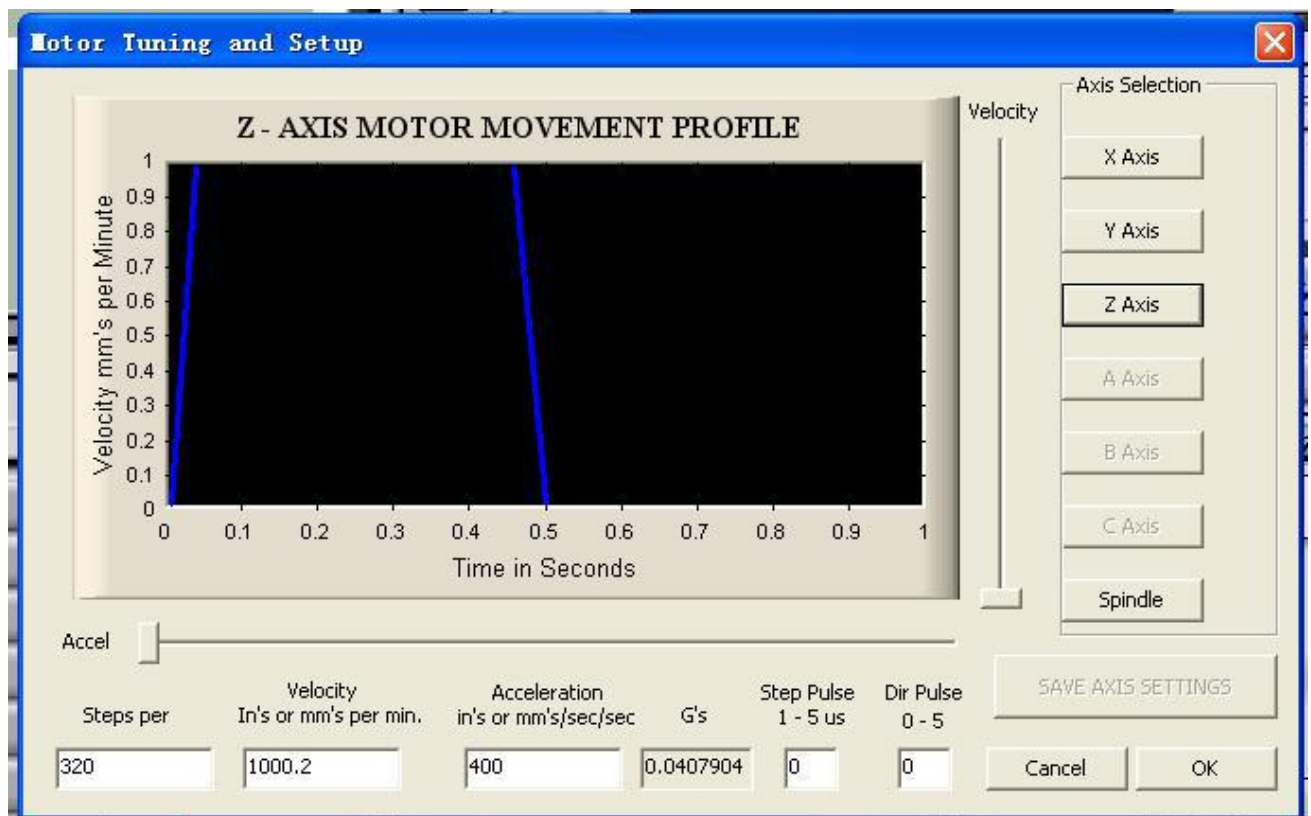 Motor Tuning and Setup
Axis Selection
Velocity
Z - AXIS MOTOR MOVEMENT PROFILE
X Axis
Y Axis
Z Axis
A Axis
B Axis
C Axis
Spindle
Velocity mm's per Minute
1
0.9
0.8
0.7
0.6
0.5
0.4
0.3
0.2
0.1
0
0 0.1 0.2 0.3 0.4 0.5 0.6 0.7 0.8 0.9 1
Time in Seconds
Accel
Steps per
Velocity
In's or mm's per min.
Acceleration
in's or mm's/sec/sec
G's
Step Pulse
1 - 5 us
Dir Pulse
0 - 5
SAVE AXIS SETTINGS
320
1000.2
400
0.0407904
0
0
Cancel
OK